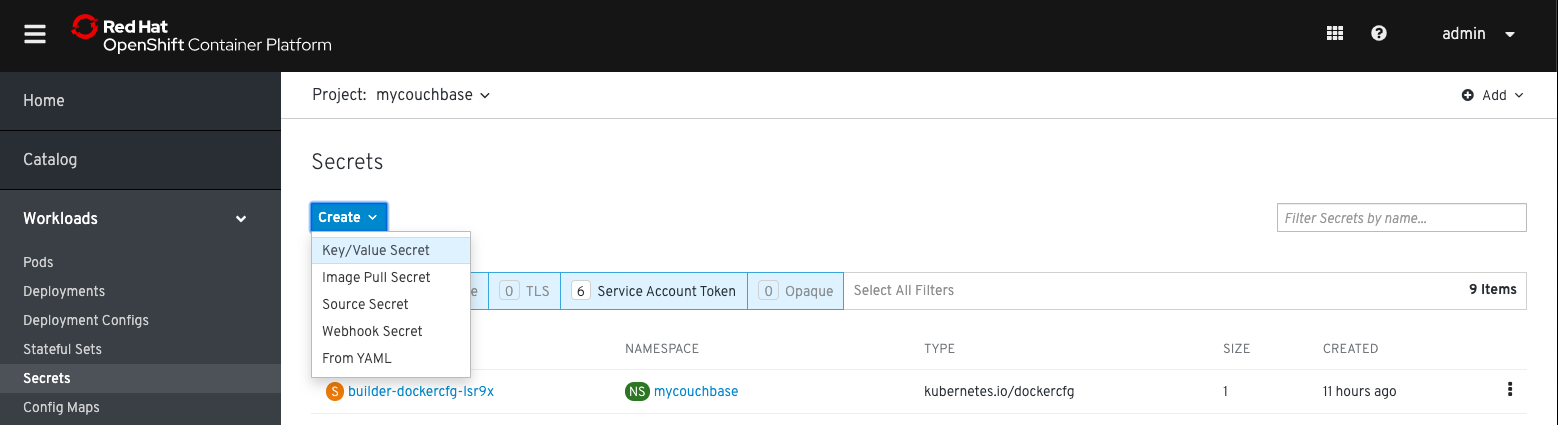 Red Hat
OpenShift Container Platform
admin
Home
Catalog
Workloads
Pods
Deployments
Deployment Configs
Stateful Sets
Secrets
Config Maps
Project: mycouchbase
Add
Secrets
Create
Filter Secrets by name...
Key/Value Secret
Image Pull Secret
Source Secret
Webhook Secret
From YAML
0 TLS 6 Service Account Token 0 Opaque Select All Filters 9 Items
NAMESPACE TYPE SIZE CREATED
S builder-dockercfg-lsr9x NS mycouchbase kubernetes.io/dockercfg 1 11 hours ago